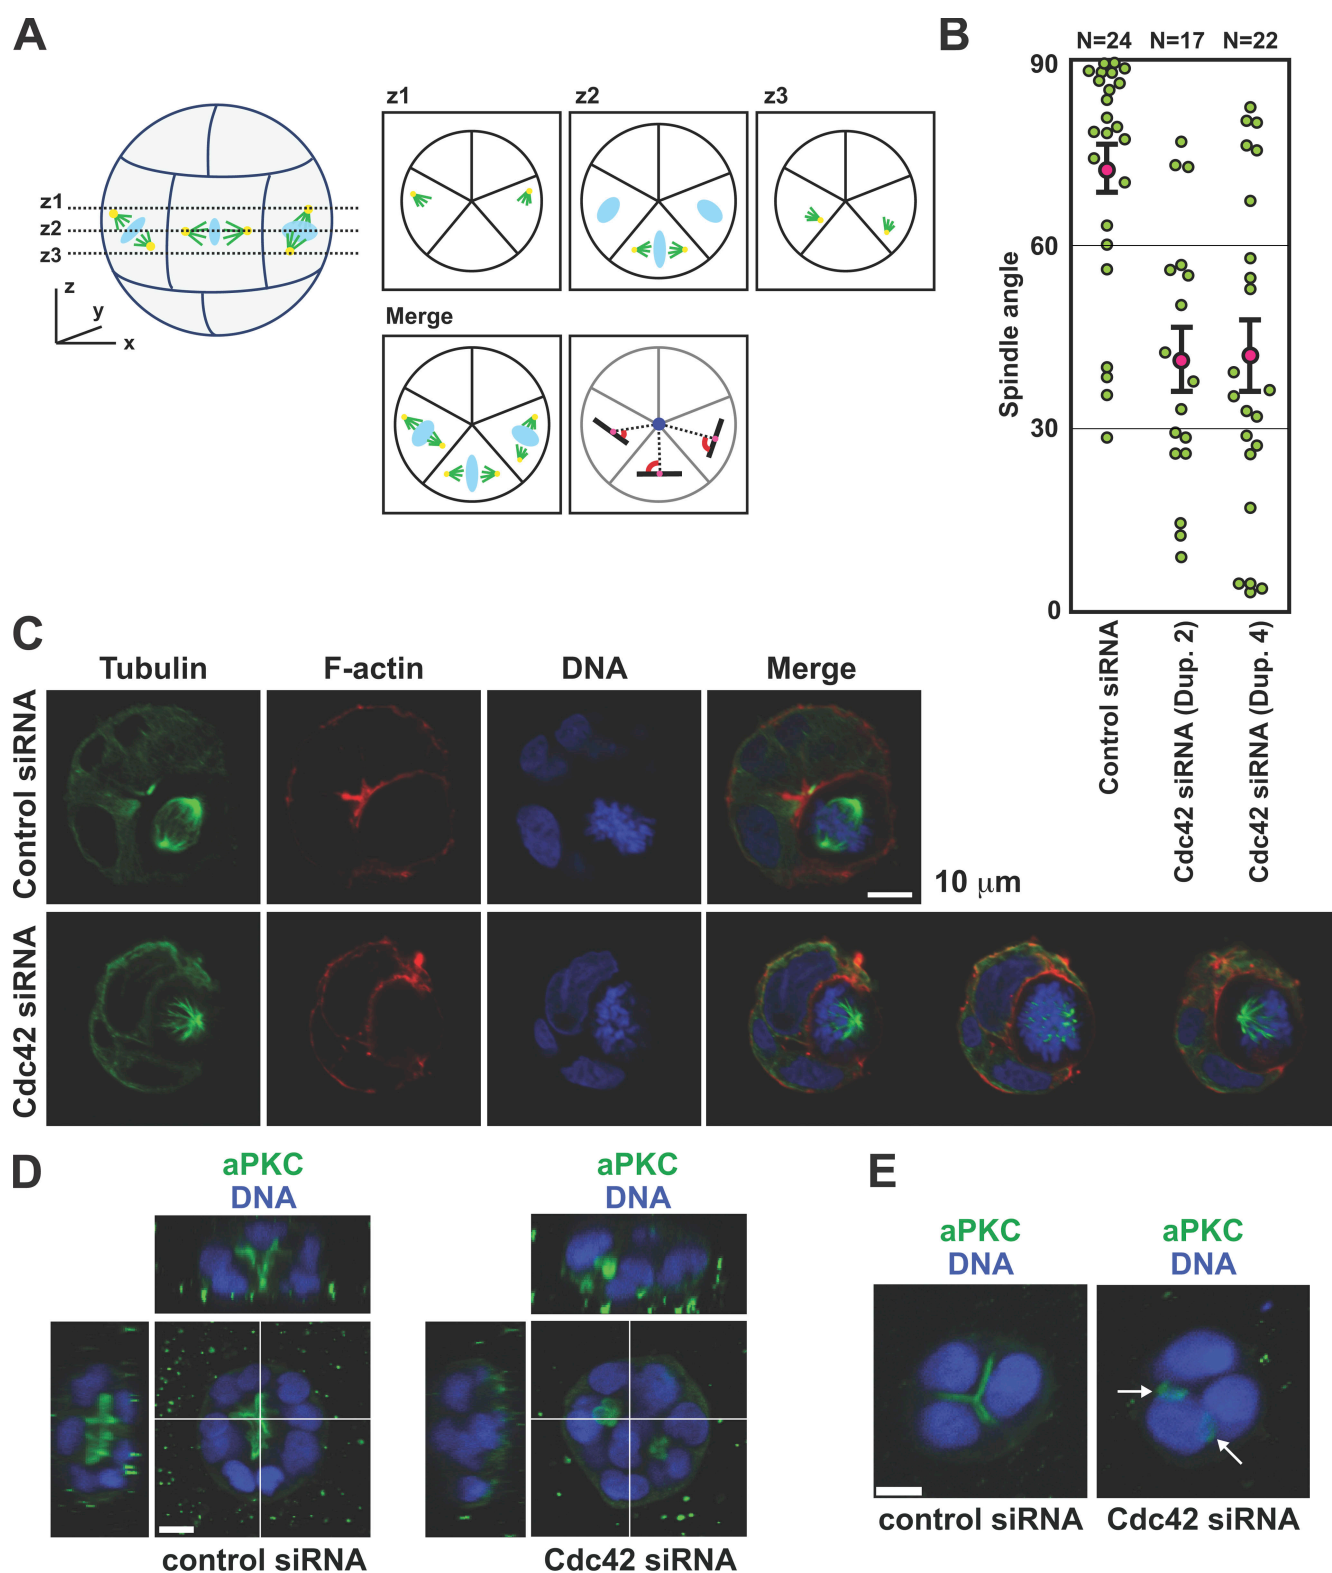 A
z1
z2
z3
z
y
x
z1
z2
z3
Merge
B
N=24 N=17 N=22
90
60
30
0
Spindle angle
Control siRNA
Cdc42 siRNA (Dup. 2)
Cdc42 siRNA (Dup. 4)
C
Tubulin
F-actin
DNA
Merge
Control siRNA
10 μm
Cdc42 siRNA
D
aPKC
DNA
control siRNA
aPKC
DNA
Cdc42 siRNA
E
aPKC
DNA
control siRNA
aPKC
DNA
Cdc42 siRNA